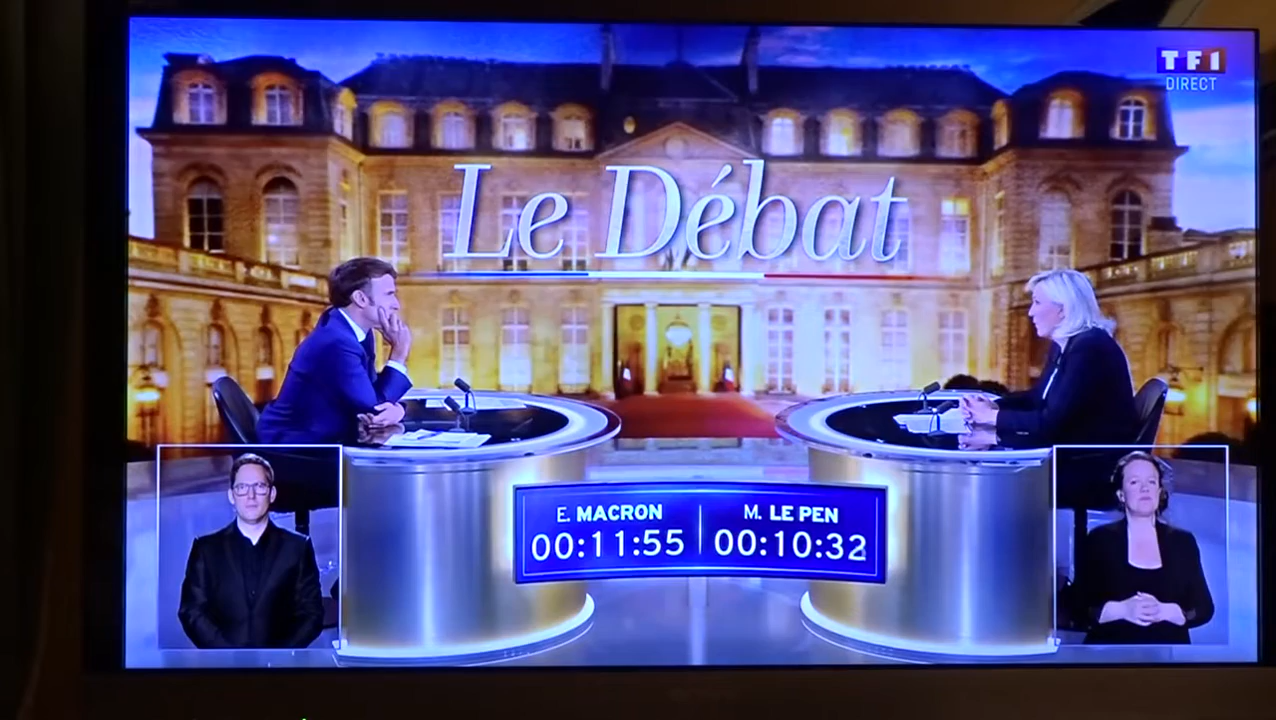 TF1
DIRECT
Le Débat
E. MACRON
M. LE PEN
00:11:55
00:10:32